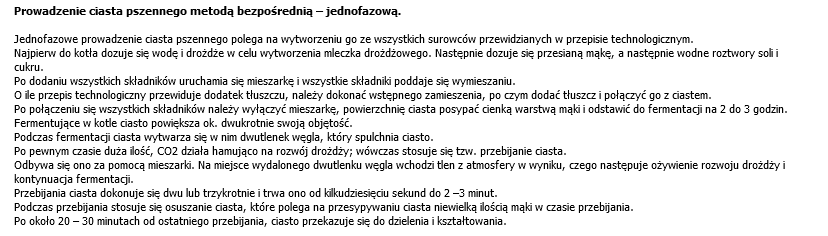 Prowadzenie ciasta pszennego metodą bezpośrednią – jednofazową.
Jednofazowe prowadzenie ciasta pszennego polega na wytworzeniu go ze wszystkich surowców przewidzianych w przepisie technologicznym.
Najpierw do kotła dozuje się wodę i drożdże w celu wytworzenia mleczka drożdżowego. Następnie dozuje się przesianą mąkę, a następnie wodne roztwory soli i
cukru.
Po dodaniu wszystkich składników uruchamia się mieszarkę i wszystkie składniki poddaje się wymieszaniu.
O ile przepis technologiczny przewiduje dodatek tłuszczu, należy dokonać wstępnego zamieszenia, po czym dodać tłuszcz i połączyć go z ciastem.
Po połączeniu się wszystkich składników należy wyłączyć mieszarkę, powierzchnię ciasta posypać cienką warstwą mąki i odstawić do fermentacji na 2 do 3 godzin.
Fermentujące w kotle ciasto powiększa ok. dwukrotnie swoją objętość.
Podczas fermentacji ciasta wytwarza się w nim dwutlenek węgla, który spulchnia ciasto.
Po pewnym czasie duża ilość, CO2 działa hamująco na rozwój drożdży; wówczas stosuje się tzw. przebijanie ciasta.
Odbywa się ono za pomocą mieszarki. Na miejsce wydalonego dwutlenku węgla wchodzi tlen z atmosfery w wyniku, czego następuje ożywienie rozwoju drożdży i
kontynuacja fermentacji.
Przebijania ciasta dokonuje się dwu lub trzykrotnie i trwa ono od kilkudziesięciu sekund do 2 –3 minut.
Podczas przebijania stosuje się osuszanie ciasta, które polega na przesypywaniu ciasta niewielką ilością mąki w czasie przebijania.
Po około 20 – 30 minutach od ostatniego przebijania, ciasto przekazuje się do dzielenia i kształtowania.